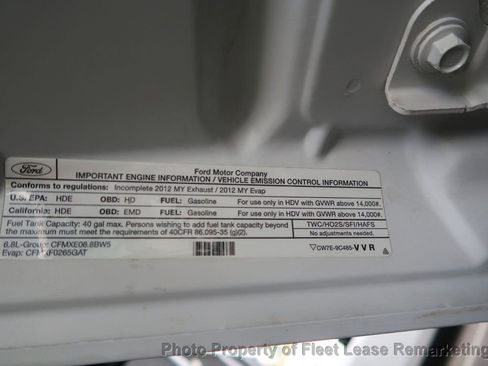 Ford
Ford Motor Company
IMPORTANT ENGINE INFORMATION / VEHICLE EMISSION CONTROL INFORMATION
Conforms to regulations: Incomplete 2012 MY Exhaust / 2012 MY Evap
U.S. EPA: HDE OBD: HD FUEL: Gasoline For use only in HDV with GVWR above 14,000#.
California: HDE OBD: EMD FUEL: Gasoline For use only in HDV with GVWR above 14,000#.
Fuel Tank Capacity: 40 gal max. Persons wishing to add fuel tank capacity beyond
the maximum must meet the requirements of 40CFR 86.095-35 (g)(2).
TWC/HO2S/SFI/HAFS
6.8L-Group: CFMXE06.8BW5
Evap: CFMXF0265GAT
CW7E-9C485-VVR
Photo Property of Fleet Lease Remarketing